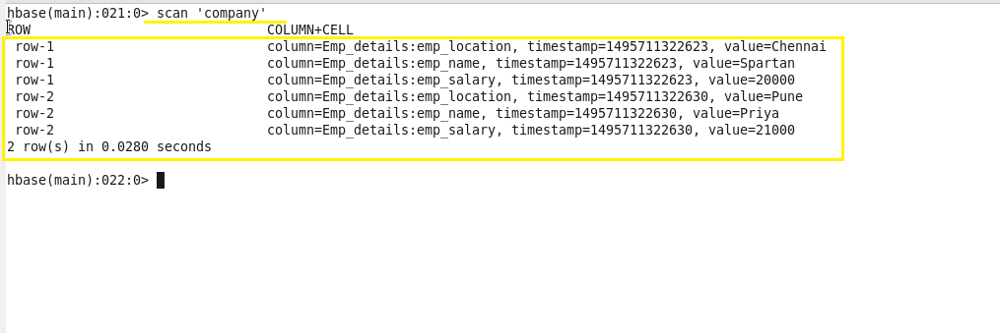 hbase(main):021:0> scan 'company'
ROW COLUMN+CELL
row-1 column=Emp_details:emp_location, timestamp=1495711322623, value=Chennai
row-1 column=Emp_details:emp_name, timestamp=1495711322623, value=Spartan
row-1 column=Emp_details:emp_salary, timestamp=1495711322623, value=20000
row-2 column=Emp_details:emp_location, timestamp=1495711322630, value=Pune
row-2 column=Emp_details:emp_name, timestamp=1495711322630, value=Priya
row-2 column=Emp_details:emp_salary, timestamp=1495711322630, value=21000
2 row(s) in 0.0280 seconds
hbase(main):022:0>